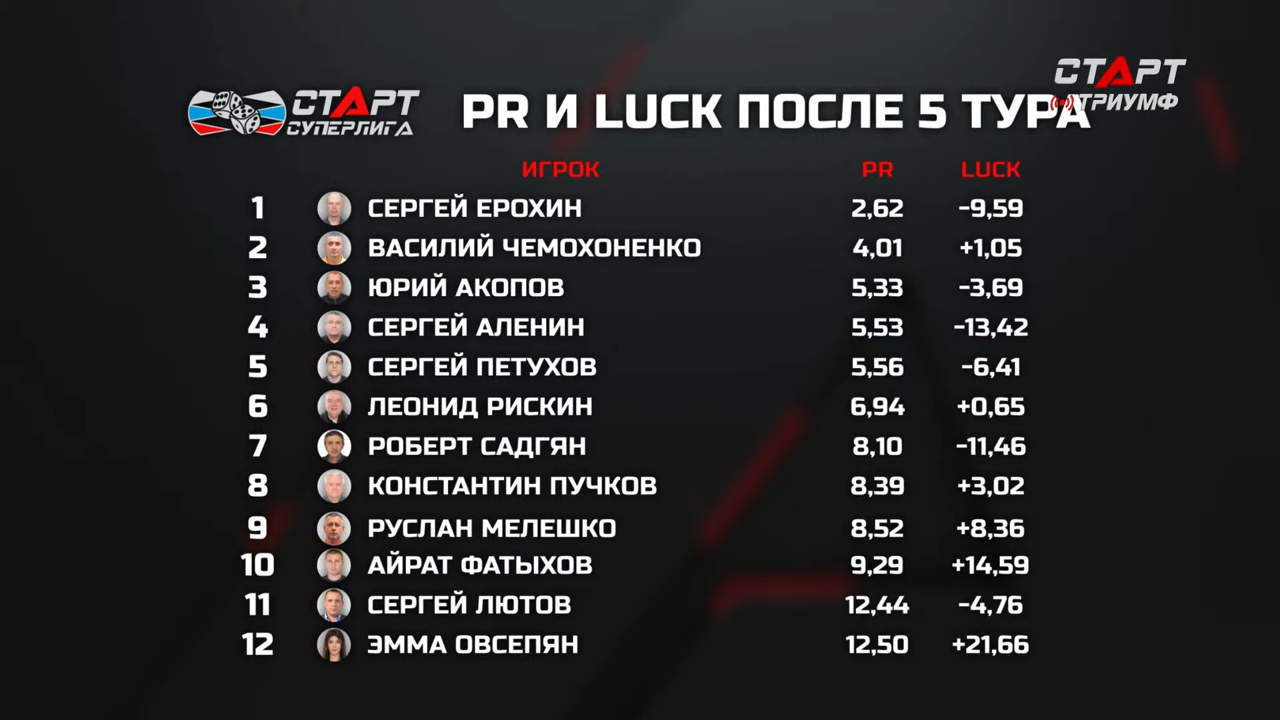 СТАРТ
СУПЕРЛИГА
PR И LUCK ПОСЛЕ 5 ТУРА
СТАРТ
ТРИУМФ
ИГРОК PR LUCK
1 СЕРГЕЙ ЕРОХИН 2,62 -9,59
2 ВАСИЛИЙ ЧЕМОХОНЕНКО 4,01 +1,05
3 ЮРИЙ АКОПОВ 5,33 -3,69
4 СЕРГЕЙ АЛЕНИН 5,53 -13,42
5 СЕРГЕЙ ПЕТУХОВ 5,56 -6,41
6 ЛЕОНИД РИСКИН 6,94 +0,65
7 РОБЕРТ САДГЯН 8,10 -11,46
8 КОНСТАНТИН ПУЧКОВ 8,39 +3,02
9 РУСЛАН МЕЛЕШКО 8,52 +8,36
10 АЙРАТ ФАТЫХОВ 9,29 +14,59
11 СЕРГЕЙ ЛЮТОВ 12,44 -4,76
12 ЭММА ОВСЕПЯН 12,50 +21,66